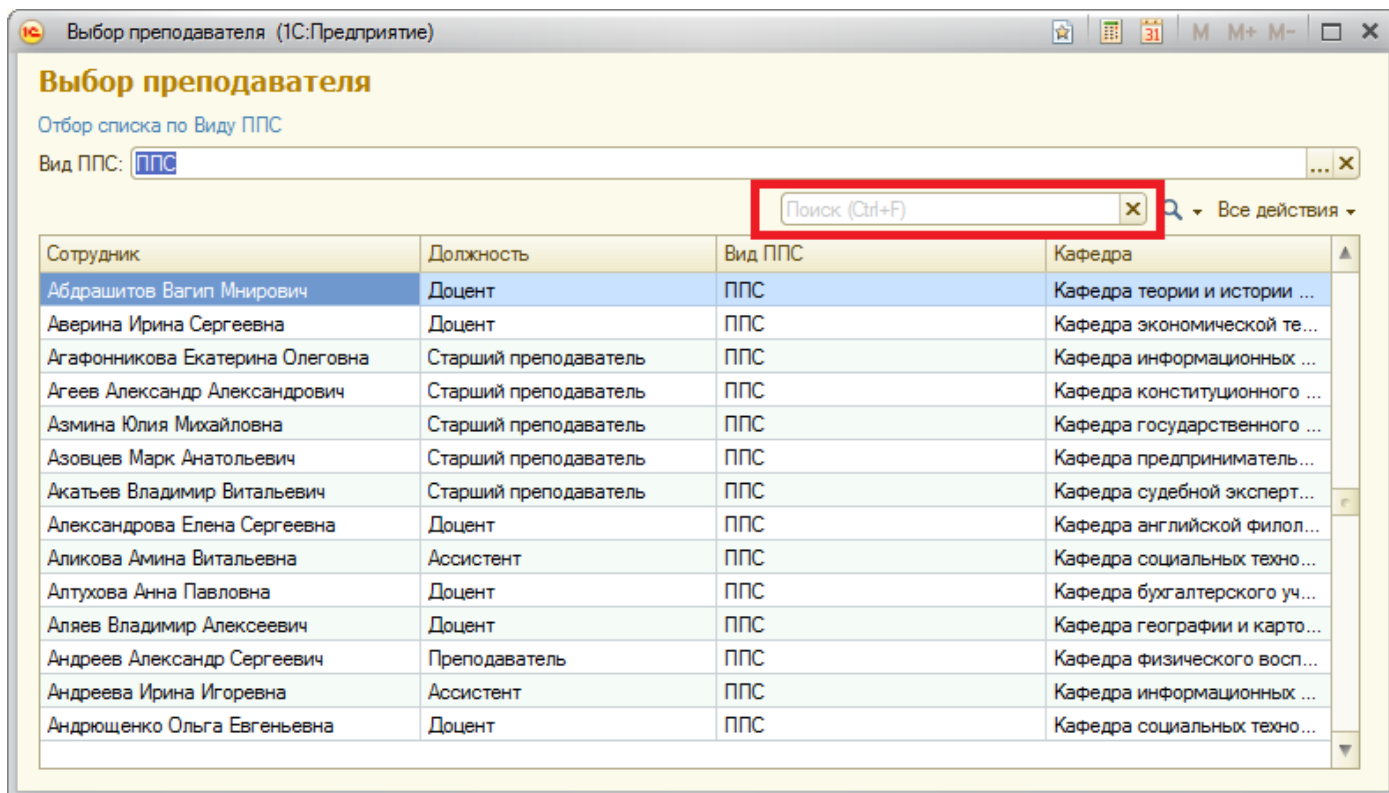 Выбор преподавателя (1С:Предприятие)
31 M M+ M-
Выбор преподавателя
Отбор списка по Виду ППС
Вид ППС: ППС ...
Поиск (Ctrl+F) Все действия
Сотрудник Должность Вид ППС Кафедра
Абдрашитов Вагип Мнирович Доцент ППС Кафедра теории и истории ...
Аверина Ирина Сергеевна Доцент ППС Кафедра экономической те...
Агафонникова Екатерина Олеговна Старший преподаватель ППС Кафедра информационных ...
Агеев Александр Александрович Старший преподаватель ППС Кафедра конституционного ...
Азмина Юлия Михайловна Старший преподаватель ППС Кафедра государственного ...
Азовцев Марк Анатольевич Старший преподаватель ППС Кафедра предприниматель...
Акатьев Владимир Витальевич Старший преподаватель ППС Кафедра судебной эксперт...
Александрова Елена Сергеевна Доцент ППС Кафедра английской филол...
Аликова Амина Витальевна Ассистент ППС Кафедра социальных техно...
Алтухова Анна Павловна Доцент ППС Кафедра бухгалтерского уч...
Аляев Владимир Алексеевич Доцент ППС Кафедра географии и карто...
Андреев Александр Сергеевич Преподаватель ППС Кафедра физического восп...
Андреева Ирина Игоревна Ассистент ППС Кафедра информационных ...
Андрющенко Ольга Евгеньевна Доцент ППС Кафедра социальных техно...